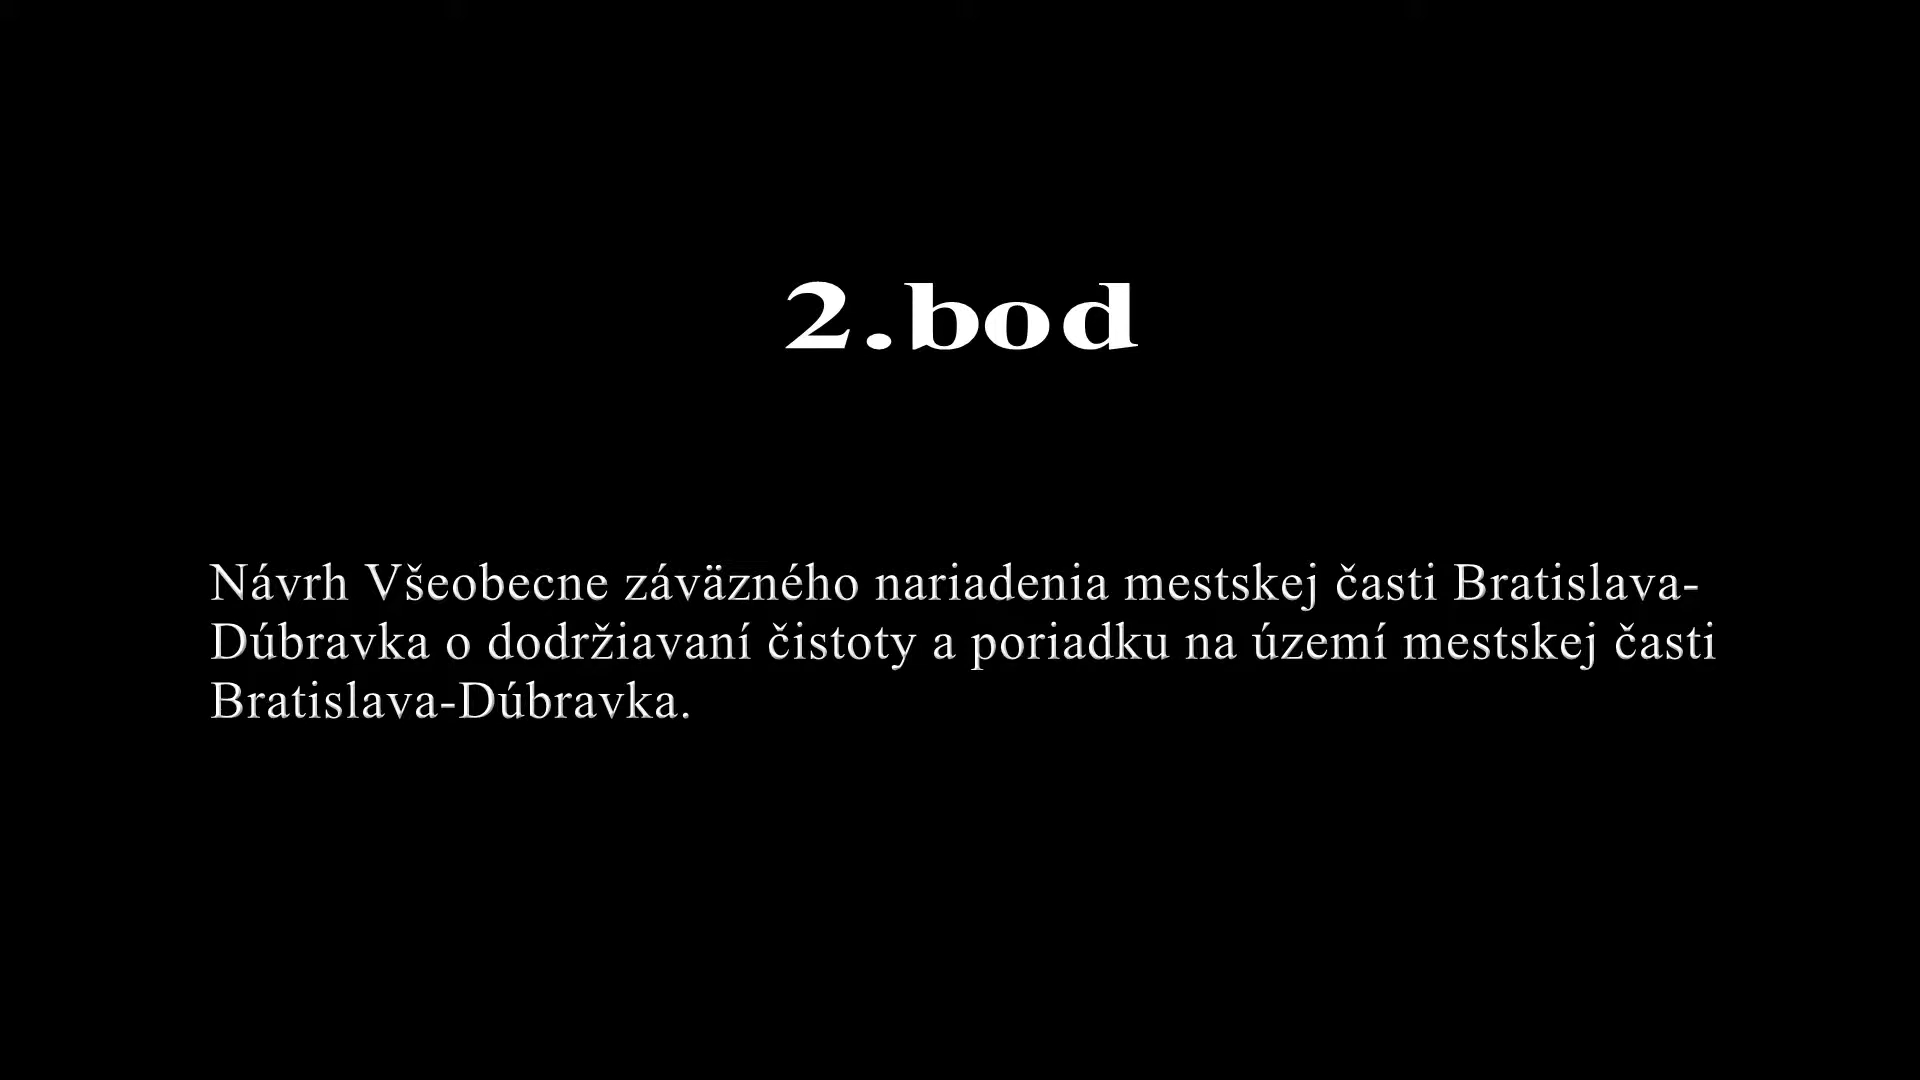 2.bod
Návrh Všeobecne záväzného nariadenia mestskej časti Bratislava-
Dúbravka o dodržiavaní čistoty a poriadku na území mestskej časti
Bratislava-Dúbravka.